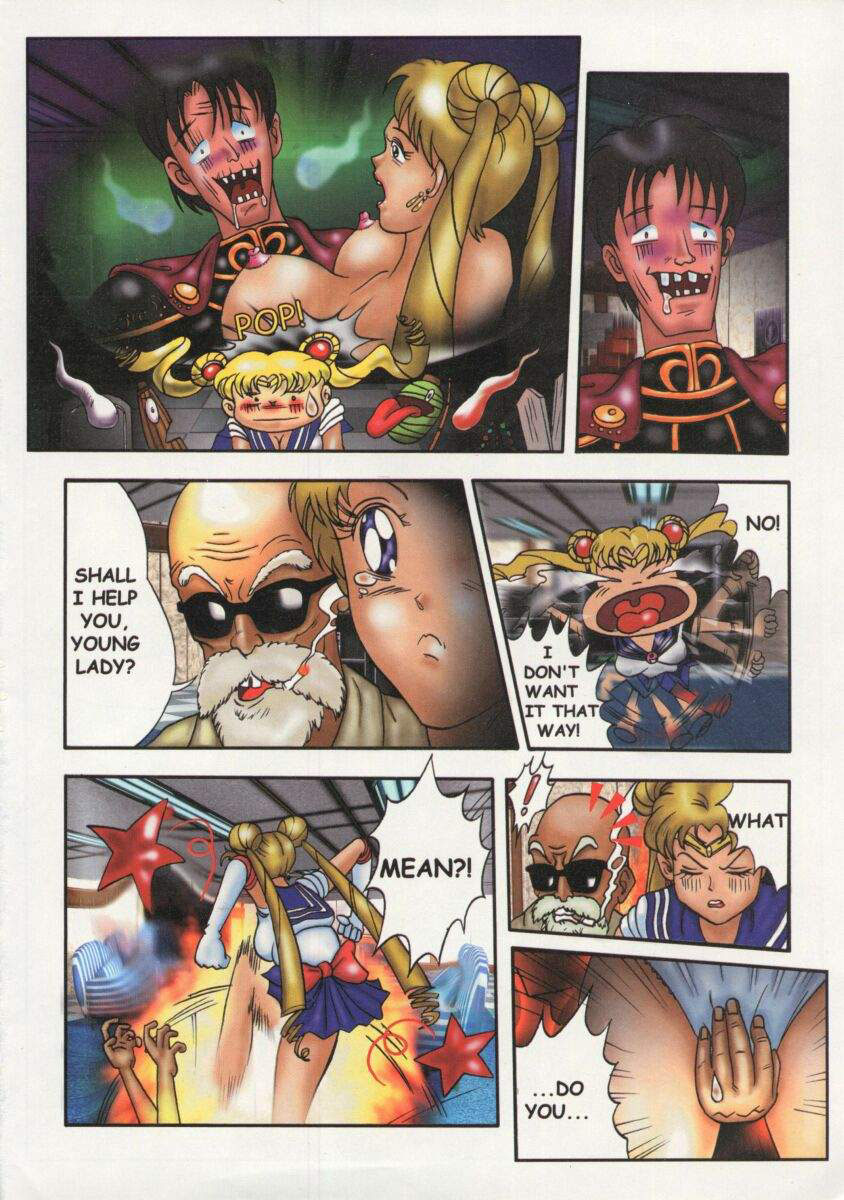 POP!
SHALL
I HELP
YOU,
YOUNG
LADY?
NO!
I
DON'T
WANT
IT THAT
WAY!
WHAT
!
...DO
YOU...
MEAN?!